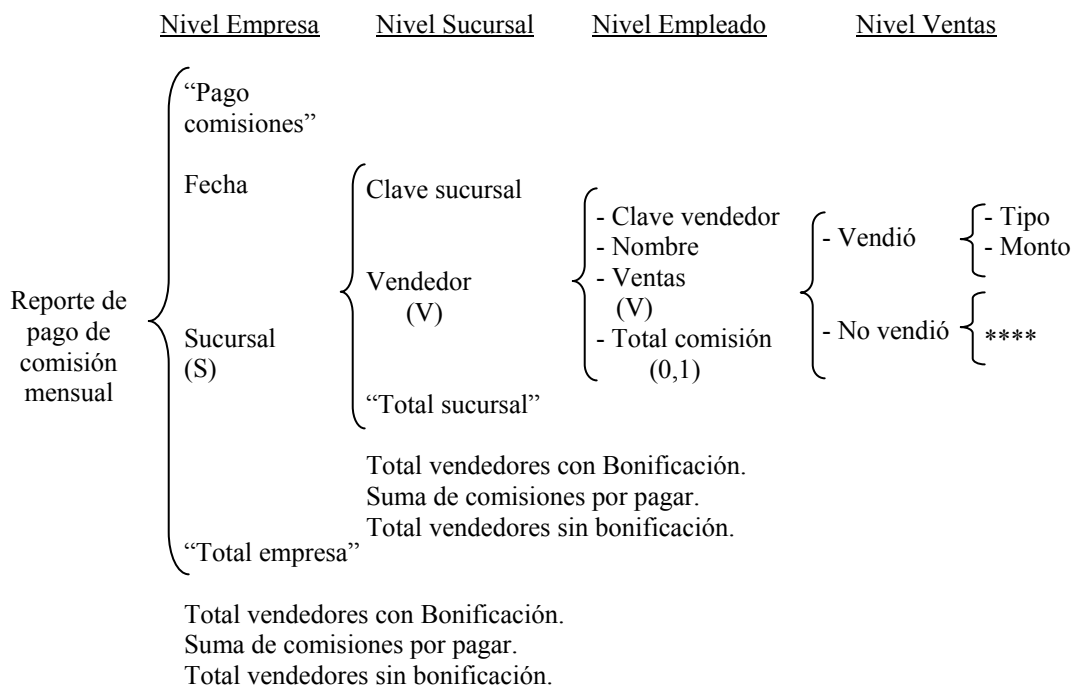 Nivel Empresa Nivel Sucursal Nivel Empleado Nivel Ventas
“Pago
comisiones”
Fecha
Sucursal
(S)
“Total empresa”
Total vendedores con Bonificación.
Suma de comisiones por pagar.
Total vendedores sin bonificación.
Reporte de
pago de
comisión
mensual
Clave sucursal
Vendedor
(V)
“Total sucursal”
Total vendedores con Bonificación.
Suma de comisiones por pagar.
Total vendedores sin bonificación.
- Clave vendedor
- Nombre
- Ventas
(V)
- Total comisión
(0,1)
- Vendió
- No vendió
- Tipo
- Monto
****